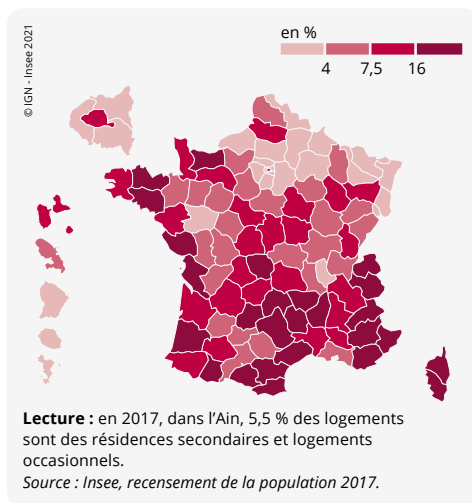 © IGN - Insee 2021
en %
4 7,5 16
Lecture : en 2017, dans l’Ain, 5,5 % des logements
sont des résidences secondaires et logements
occasionnels.
Source : Insee, recensement de la population 2017.